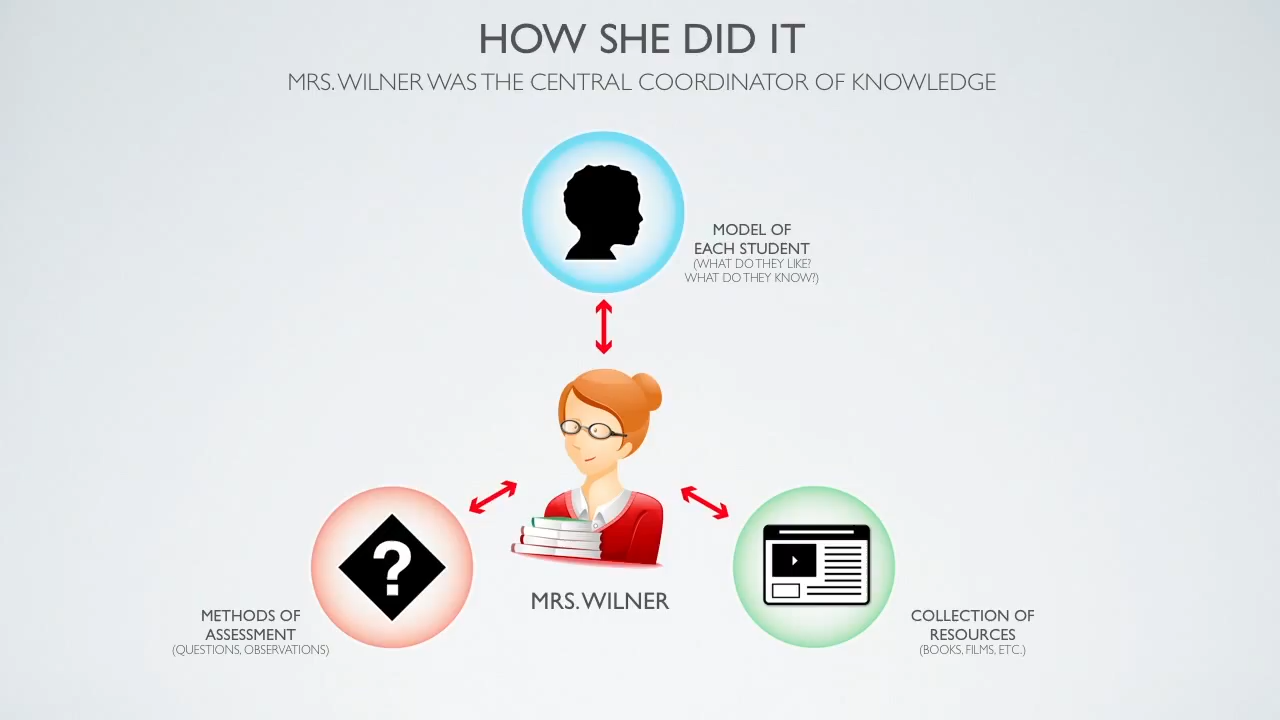 HOW SHE DID IT
MRS. WILNER WAS THE CENTRAL COORDINATOR OF KNOWLEDGE
MODEL OF
EACH STUDENT
(WHAT DO THEY LIKE?
WHAT DO THEY KNOW?)
?
MRS. WILNER
METHODS OF
ASSESSMENT
(QUESTIONS, OBSERVATIONS)
COLLECTION OF
RESOURCES
(BOOKS, FILMS, ETC.)